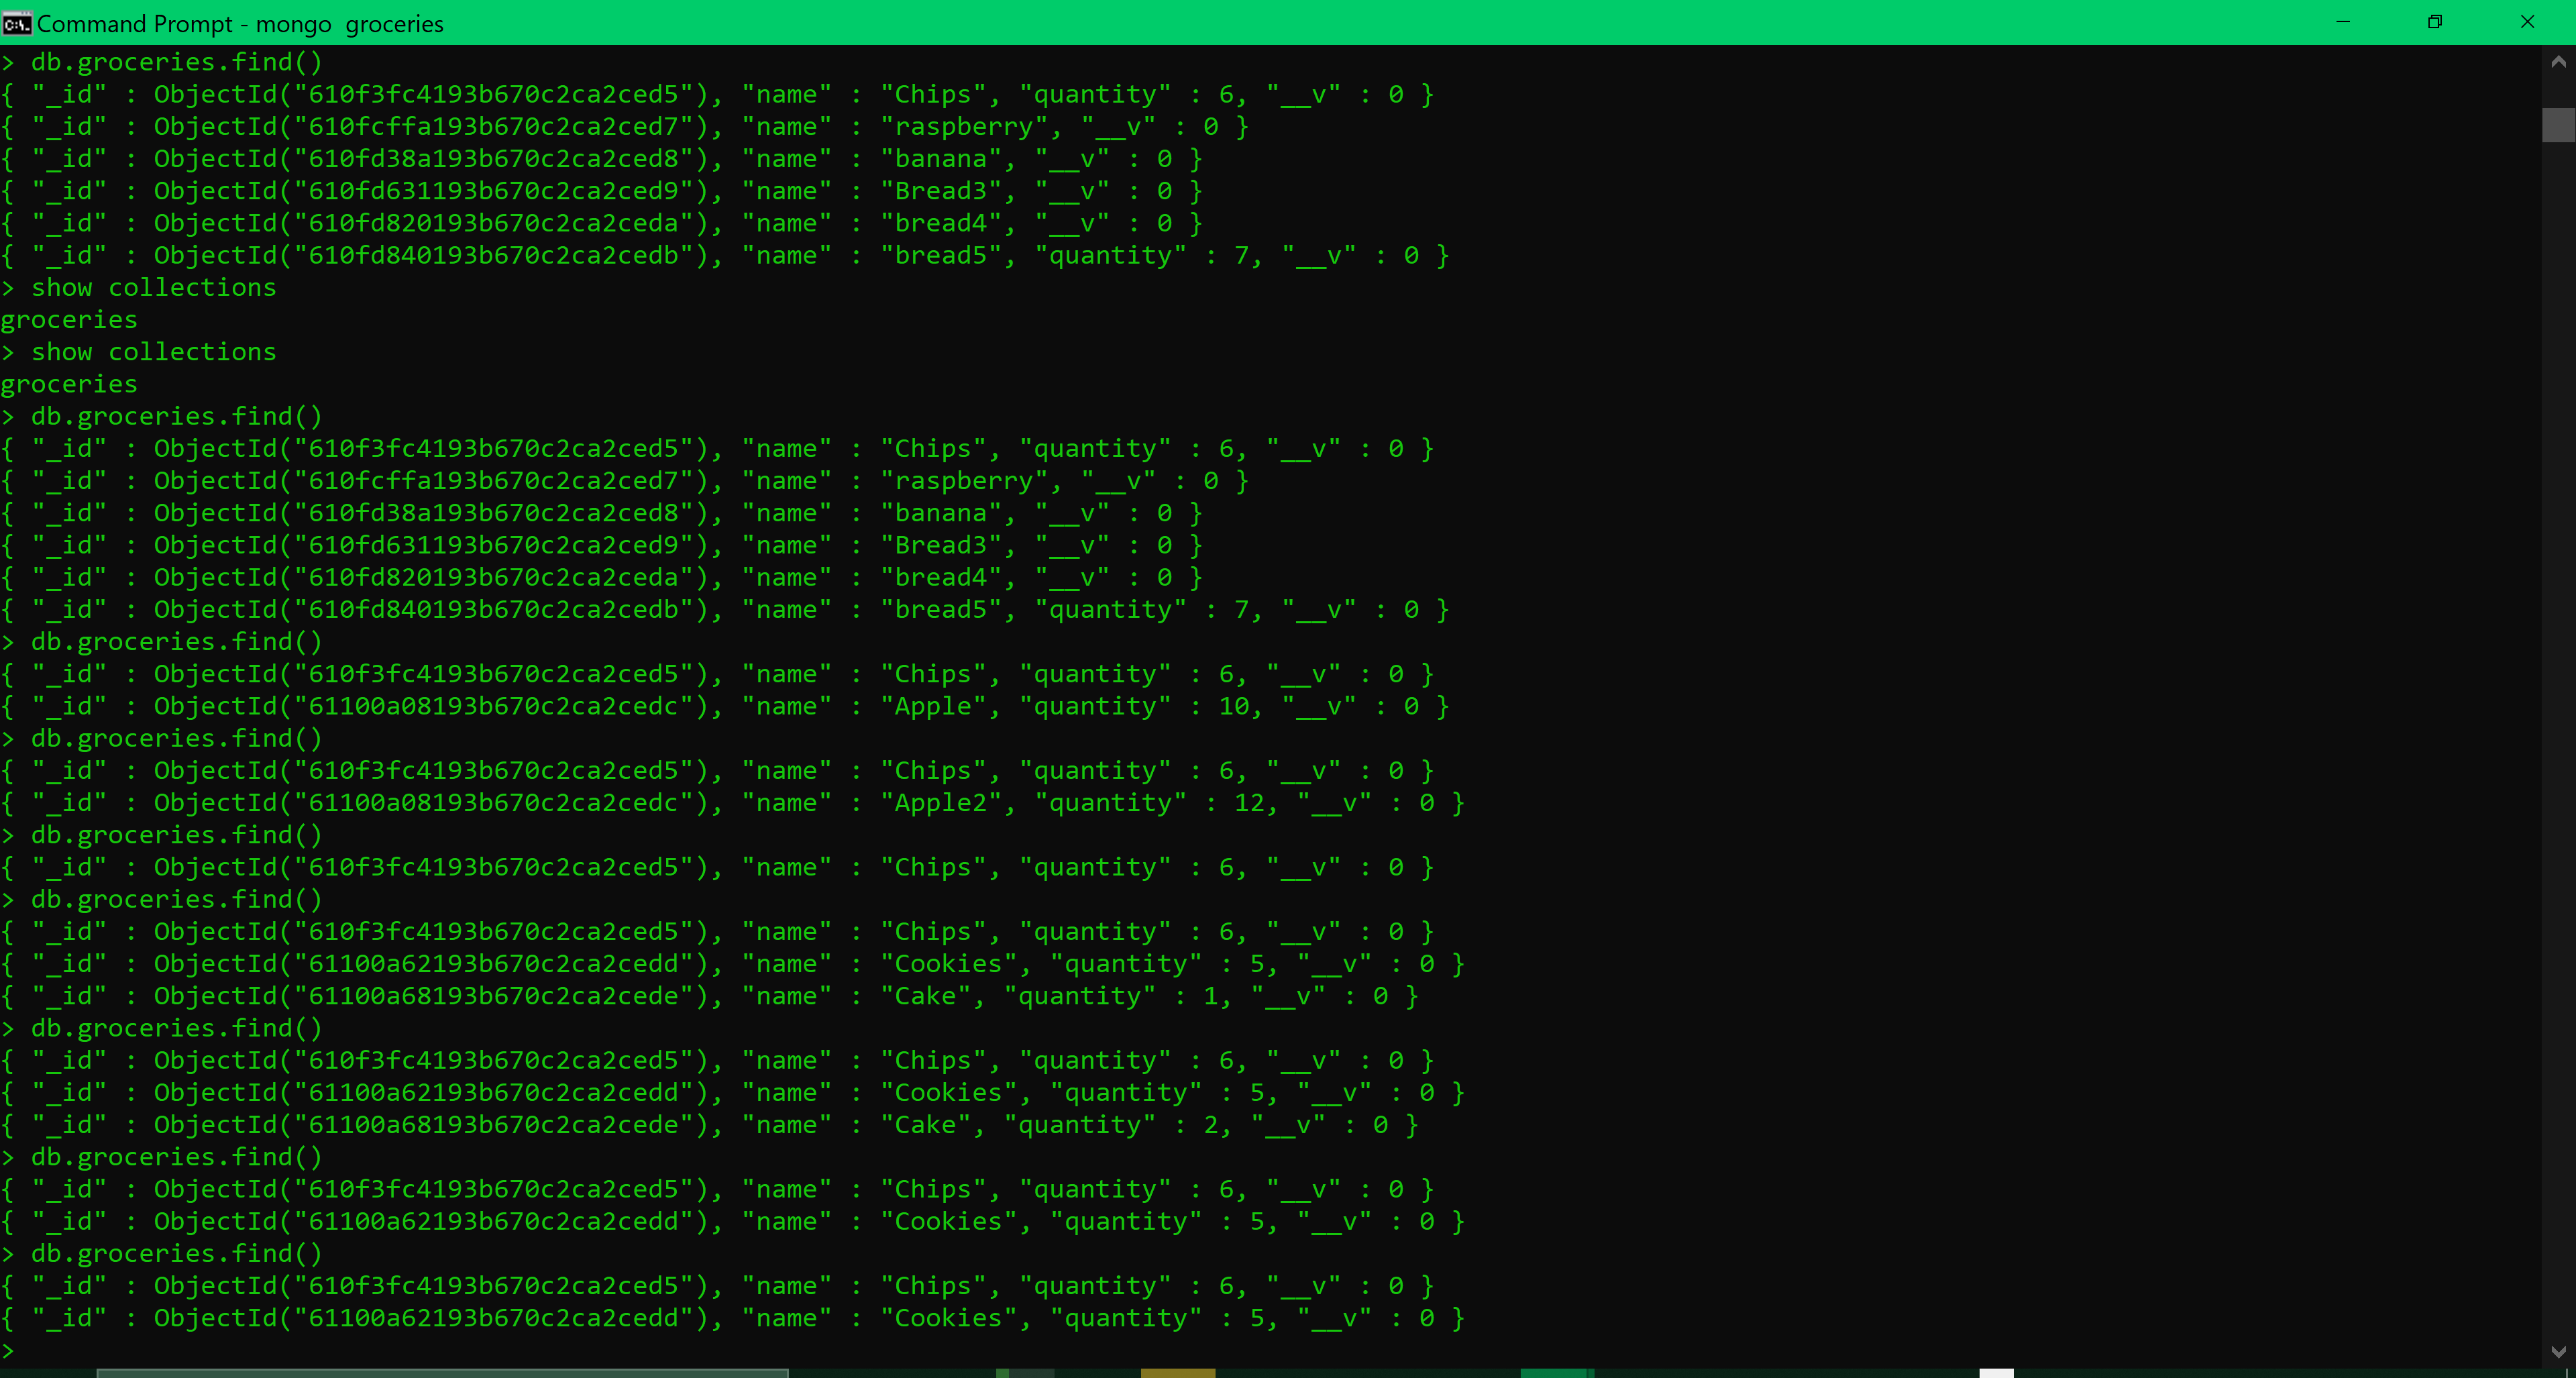 Command Prompt - mongo  groceries
> db.groceries.find()
{ "_id" : ObjectId("610f3fc4193b670c2ca2ced5"), "name" : "Chips", "quantity" : 6, "__v" : 0 }
{ "_id" : ObjectId("610fcffa193b670c2ca2ced7"), "name" : "raspberry", "__v" : 0 }
{ "_id" : ObjectId("610fd38a193b670c2ca2ced8"), "name" : "banana", "__v" : 0 }
{ "_id" : ObjectId("610fd631193b670c2ca2ced9"), "name" : "Bread3", "__v" : 0 }
{ "_id" : ObjectId("610fd820193b670c2ca2ceda"), "name" : "bread4", "__v" : 0 }
{ "_id" : ObjectId("610fd840193b670c2ca2cedb"), "name" : "bread5", "quantity" : 7, "__v" : 0 }
> show collections
groceries
> show collections
groceries
> db.groceries.find()
{ "_id" : ObjectId("610f3fc4193b670c2ca2ced5"), "name" : "Chips", "quantity" : 6, "__v" : 0 }
{ "_id" : ObjectId("610fcffa193b670c2ca2ced7"), "name" : "raspberry", "__v" : 0 }
{ "_id" : ObjectId("610fd38a193b670c2ca2ced8"), "name" : "banana", "__v" : 0 }
{ "_id" : ObjectId("610fd631193b670c2ca2ced9"), "name" : "Bread3", "__v" : 0 }
{ "_id" : ObjectId("610fd820193b670c2ca2ceda"), "name" : "bread4", "__v" : 0 }
{ "_id" : ObjectId("610fd840193b670c2ca2cedb"), "name" : "bread5", "quantity" : 7, "__v" : 0 }
> db.groceries.find()
{ "_id" : ObjectId("610f3fc4193b670c2ca2ced5"), "name" : "Chips", "quantity" : 6, "__v" : 0 }
{ "_id" : ObjectId("61100a08193b670c2ca2cedc"), "name" : "Apple", "quantity" : 10, "__v" : 0 }
> db.groceries.find()
{ "_id" : ObjectId("610f3fc4193b670c2ca2ced5"), "name" : "Chips", "quantity" : 6, "__v" : 0 }
{ "_id" : ObjectId("61100a08193b670c2ca2cedc"), "name" : "Apple2", "quantity" : 12, "__v" : 0 }
> db.groceries.find()
{ "_id" : ObjectId("610f3fc4193b670c2ca2ced5"), "name" : "Chips", "quantity" : 6, "__v" : 0 }
> db.groceries.find()
{ "_id" : ObjectId("610f3fc4193b670c2ca2ced5"), "name" : "Chips", "quantity" : 6, "__v" : 0 }
{ "_id" : ObjectId("61100a62193b670c2ca2cedd"), "name" : "Cookies", "quantity" : 5, "__v" : 0 }
{ "_id" : ObjectId("61100a68193b670c2ca2cede"), "name" : "Cake", "quantity" : 1, "__v" : 0 }
> db.groceries.find()
{ "_id" : ObjectId("610f3fc4193b670c2ca2ced5"), "name" : "Chips", "quantity" : 6, "__v" : 0 }
{ "_id" : ObjectId("61100a62193b670c2ca2cedd"), "name" : "Cookies", "quantity" : 5, "__v" : 0 }
{ "_id" : ObjectId("61100a68193b670c2ca2cede"), "name" : "Cake", "quantity" : 2, "__v" : 0 }
> db.groceries.find()
{ "_id" : ObjectId("610f3fc4193b670c2ca2ced5"), "name" : "Chips", "quantity" : 6, "__v" : 0 }
{ "_id" : ObjectId("61100a62193b670c2ca2cedd"), "name" : "Cookies", "quantity" : 5, "__v" : 0 }
> db.groceries.find()
{ "_id" : ObjectId("610f3fc4193b670c2ca2ced5"), "name" : "Chips", "quantity" : 6, "__v" : 0 }
{ "_id" : ObjectId("61100a62193b670c2ca2cedd"), "name" : "Cookies", "quantity" : 5, "__v" : 0 }
>